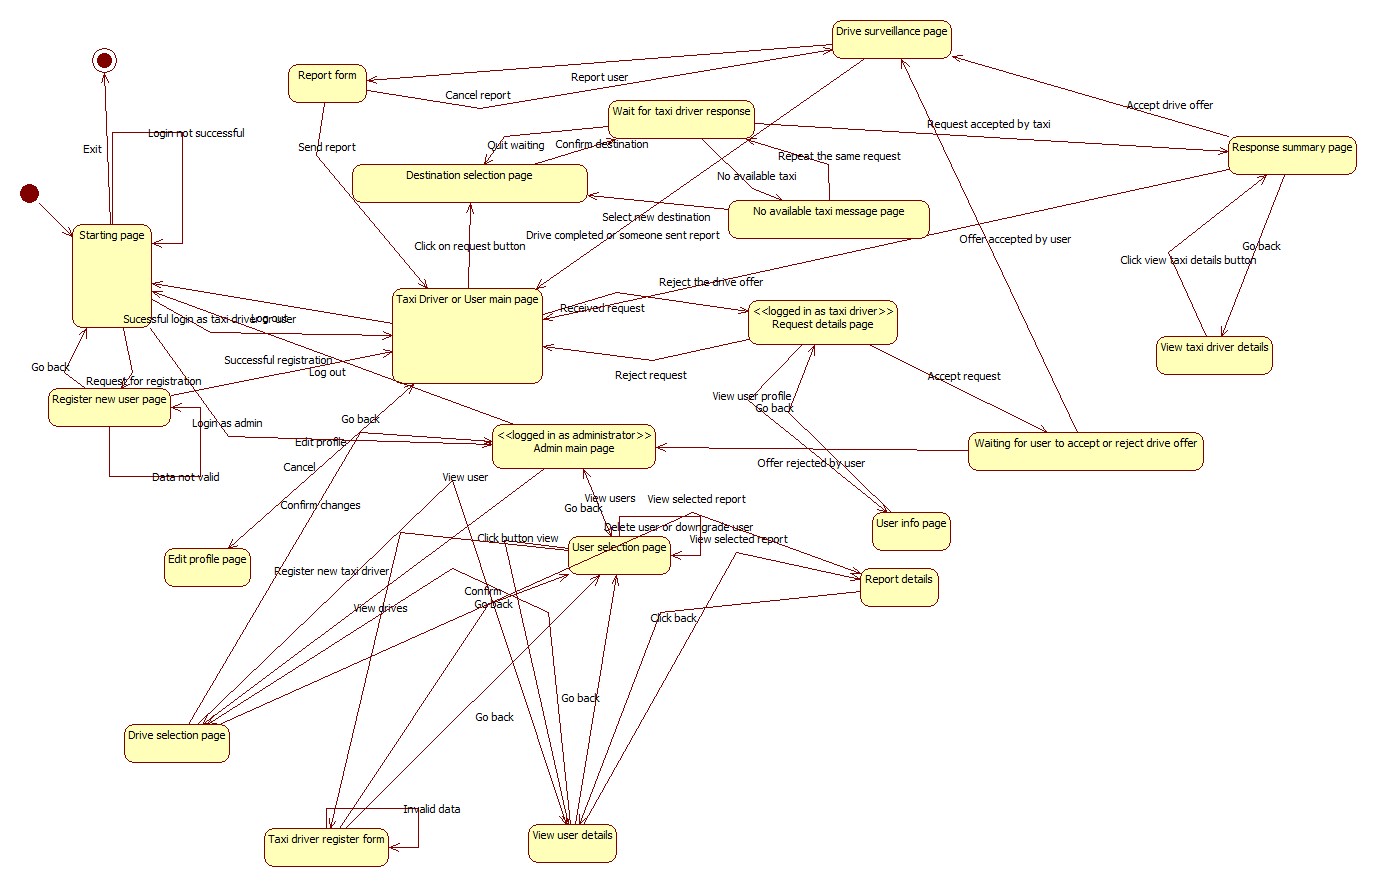 Drive surveillance page
Report form
Report user
Cancel report
Wait for taxi driver response
Accept drive offer
Request accepted by taxi
Login not successful
Exit
Send report
Quit waiting
Confirm destination
Repeat the same request
Response summary page
Destination selection page
No available taxi
No available taxi message page
Select new destination
Starting page
Drive completed or someone sent report
Offer accepted by user
Click on request button
Go back
Click view taxi details button
Reject the drive offer
Taxi Driver or User main page
Received request
<<logged in as taxi driver>>
Request details page
Sucessful login as taxi driver or user
Log out
View taxi driver details
Successful registration
Go back
Log out
Reject request
Accept request
Request for registration
Register new user page
View user profile
Go back
Login as admin
Go back
Edit profile
<<logged in as administrator>>
Admin main page
Waiting for user to accept or reject drive offer
Cancel
Offer rejected by user
Data not valid
View user
View users
View selected report
Confirm changes
Go back
User info page
Delete user or downgrade user
Click button view
View selected report
User selection page
Edit profile page
Register new taxi driver
Report details
Confirm
View drives
Go back
Click back
Go back
Go back
Drive selection page
Invalid data
Taxi driver register form
View user details